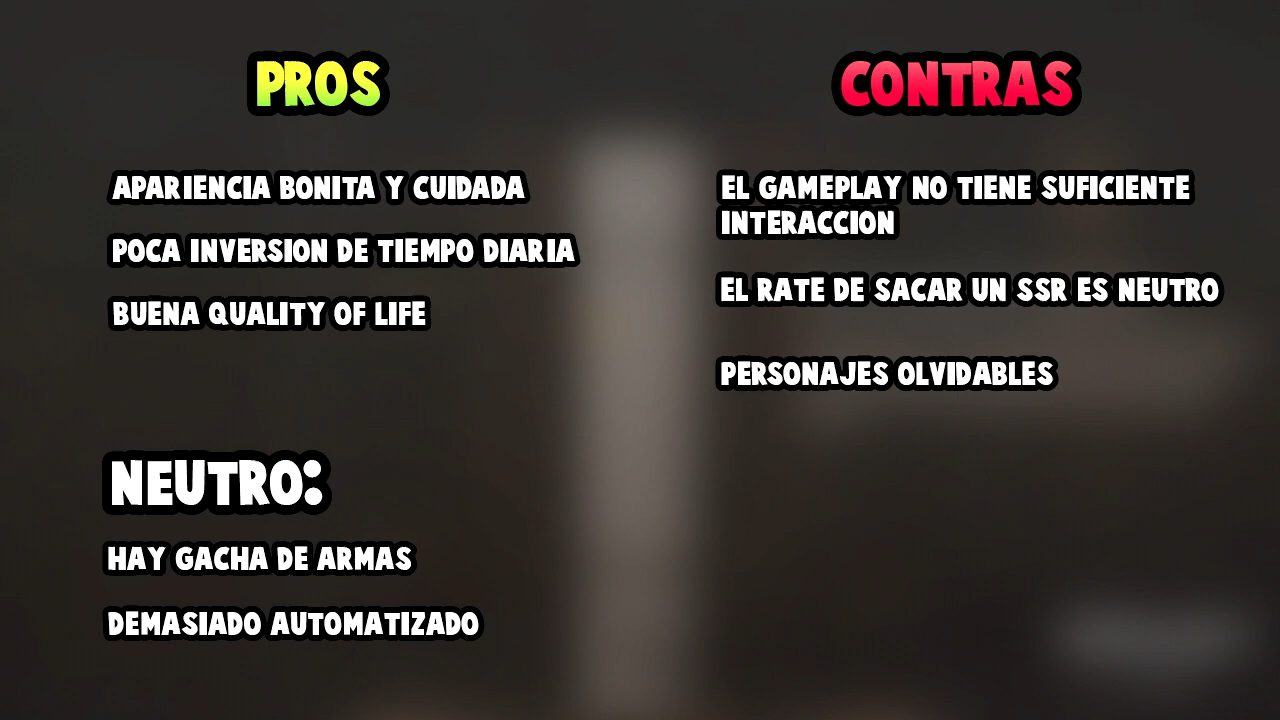 PROS
APARIENCIA BONITA Y CUIDADA
POCA INVERSION DE TIEMPO DIARIA
BUENA QUALITY OF LIFE
NEUTRO:
HAY GACHA DE ARMAS
DEMASIADO AUTOMATIZADO
CONTRAS
EL GAMEPLAY NO TIENE SUFICIENTE
INTERACCION
EL RATE DE SACAR UN SSR ES NEUTRO
PERSONAJES OLVIDABLES